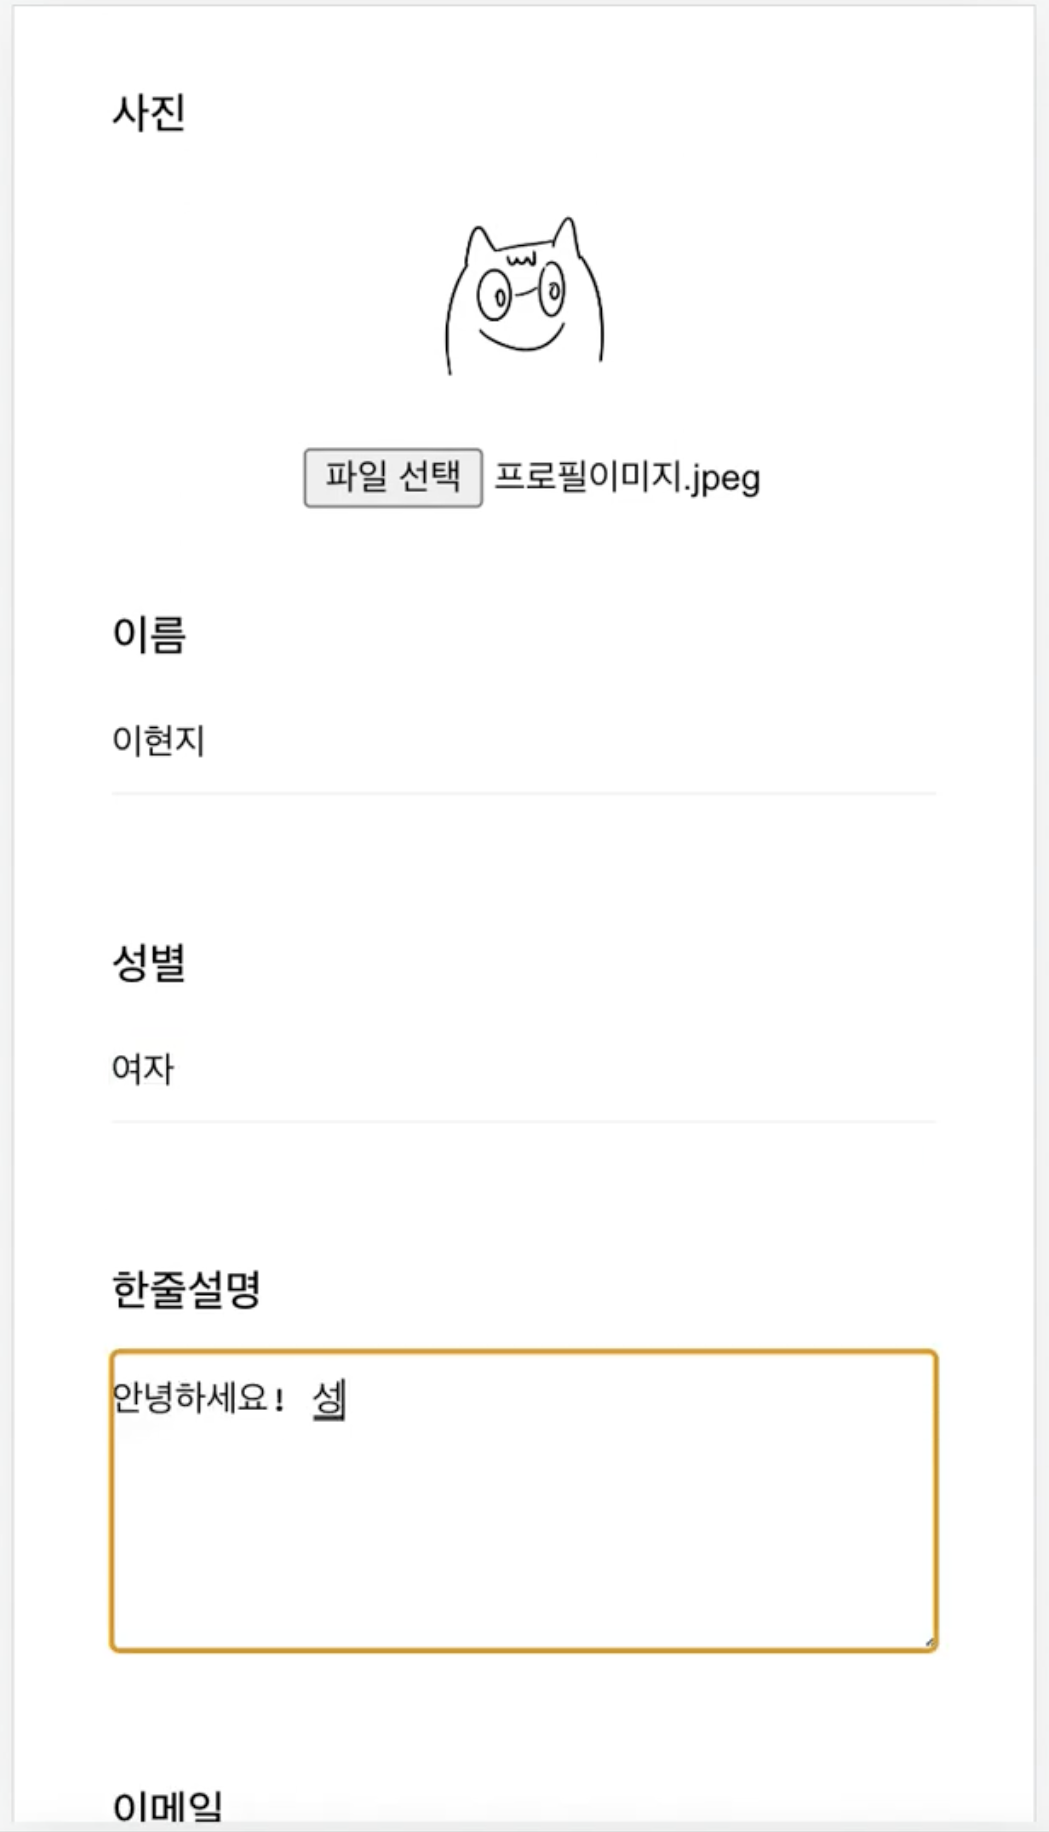 사진
파일 선택 프로필이미지.jpeg
이름
이현지
성별
여자
한줄설명
안녕하세요! 성
이메일